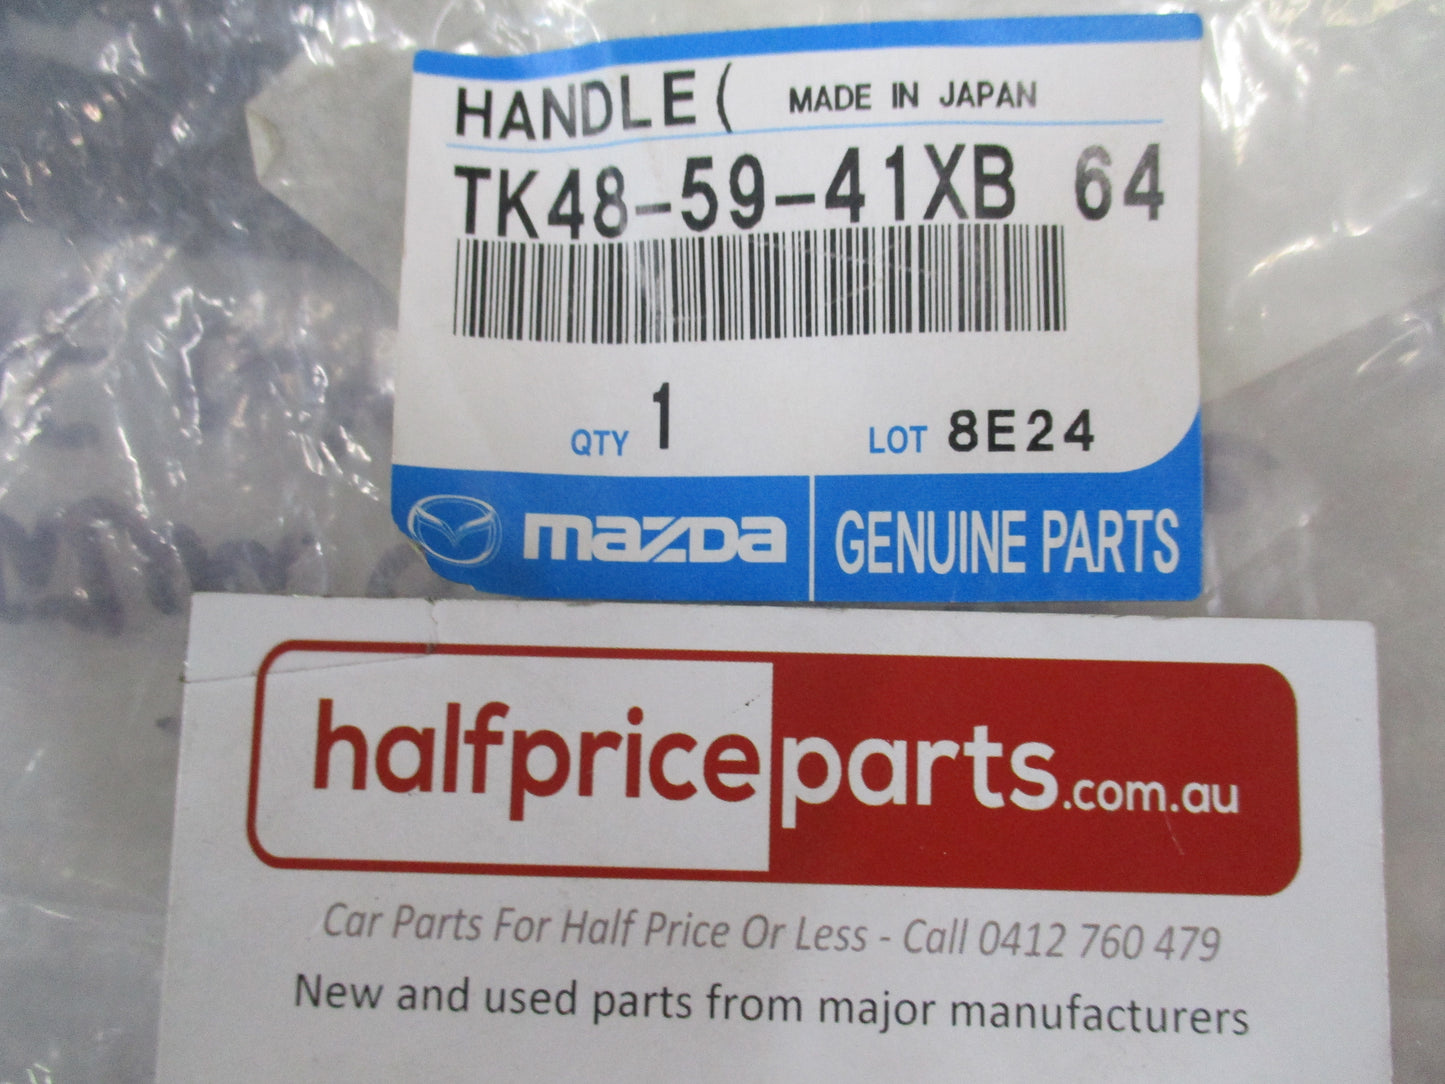 HANDLE ( MADE IN JAPAN
TK48-59-41XB 64
QTY 1 LOT 8E24
mazda GENUINE PARTS
halfpriceparts.com.au
Car Parts For Half Price Or Less - Call 0412 760 479
New and used parts from major manufacturers